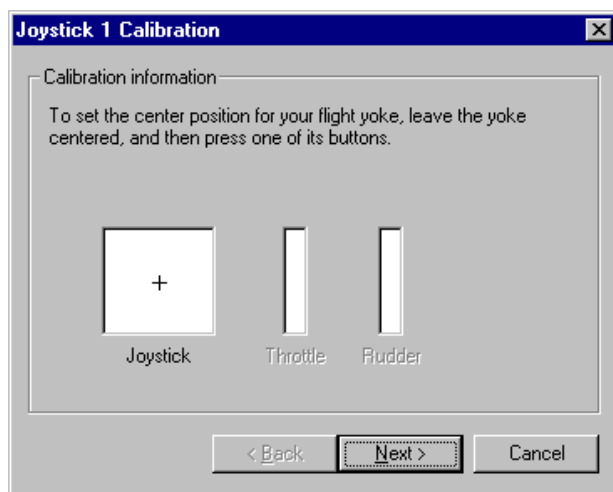 Joystick 1 Calibration
Calibration information
To set the center position for your flight yoke, leave the yoke
centered, and then press one of its buttons.
Joystick Throttle Rudder
< Back Next > Cancel